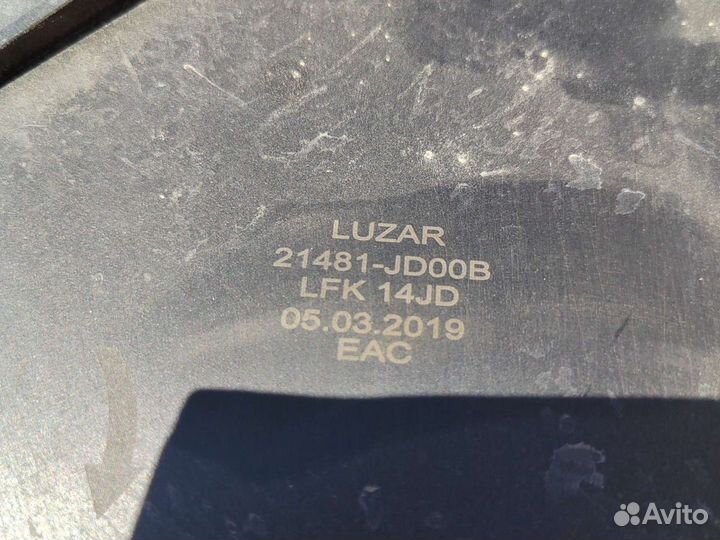 LUZAR
21481-JD00B
LFK 14JD
05.03.2019
EAC
Avito